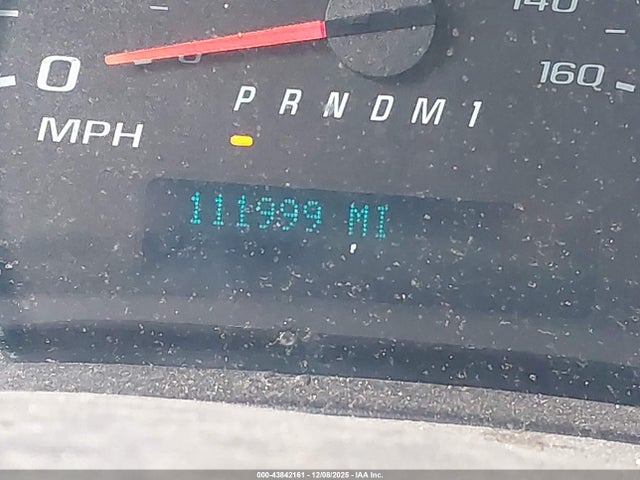 140
160
0
P R N D M 1
MPH
111999 MI
000-43842161 - 12/08/2025 - IAA Inc.